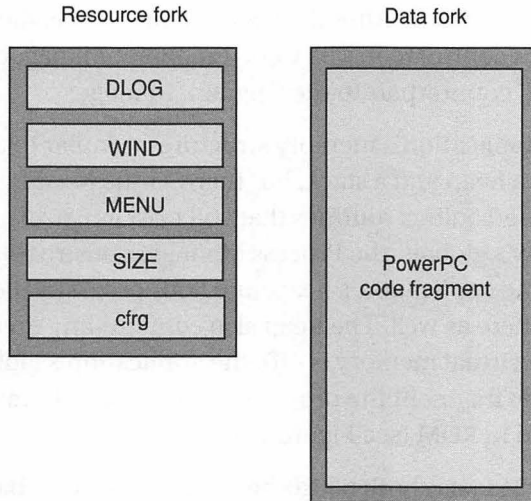 Resource fork
Data fork
DLOG
WIND
MENU
SIZE
cfrg
PowerPC
code fragment